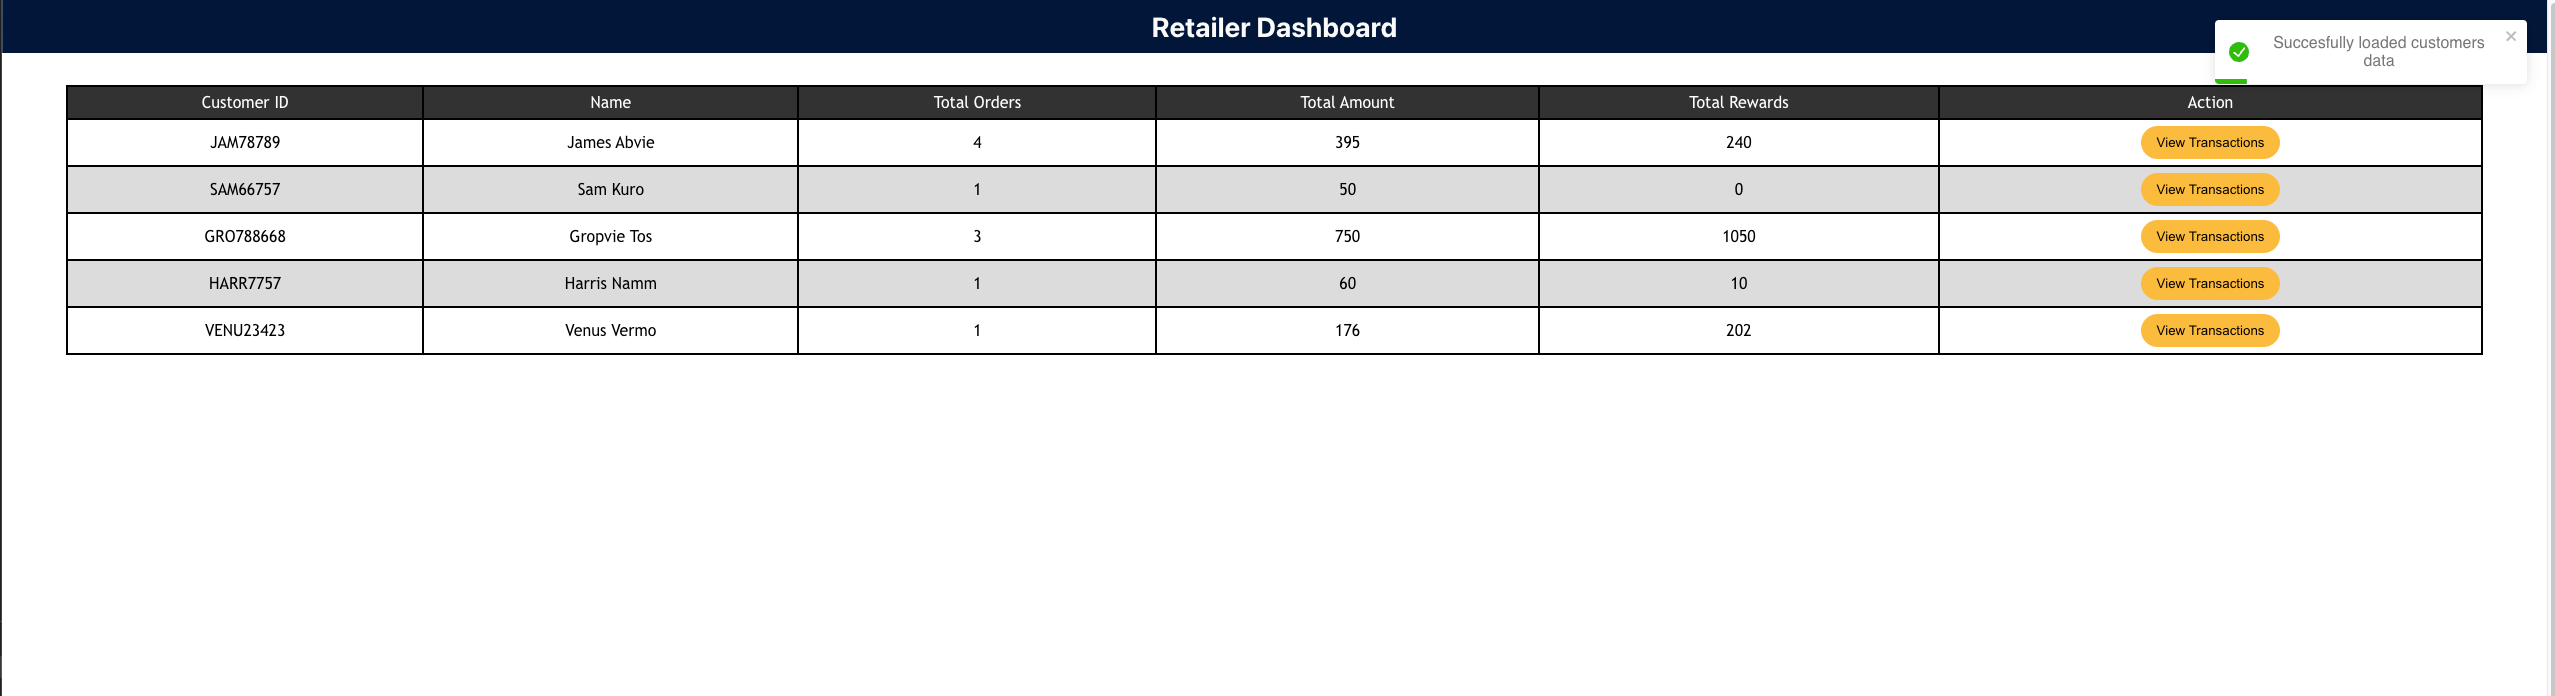 Retailer Dashboard
Succesfully loaded customers
data
Customer ID Name Total Orders Total Amount Total Rewards Action
JAM78789 James Abvie 4 395 240 View Transactions
SAM66757 Sam Kuro 1 50 0 View Transactions
GRO788668 Gropvie Tos 3 750 1050 View Transactions
HARR7757 Harris Namm 1 60 10 View Transactions
VENU23423 Venus Vermo 1 176 202 View Transactions